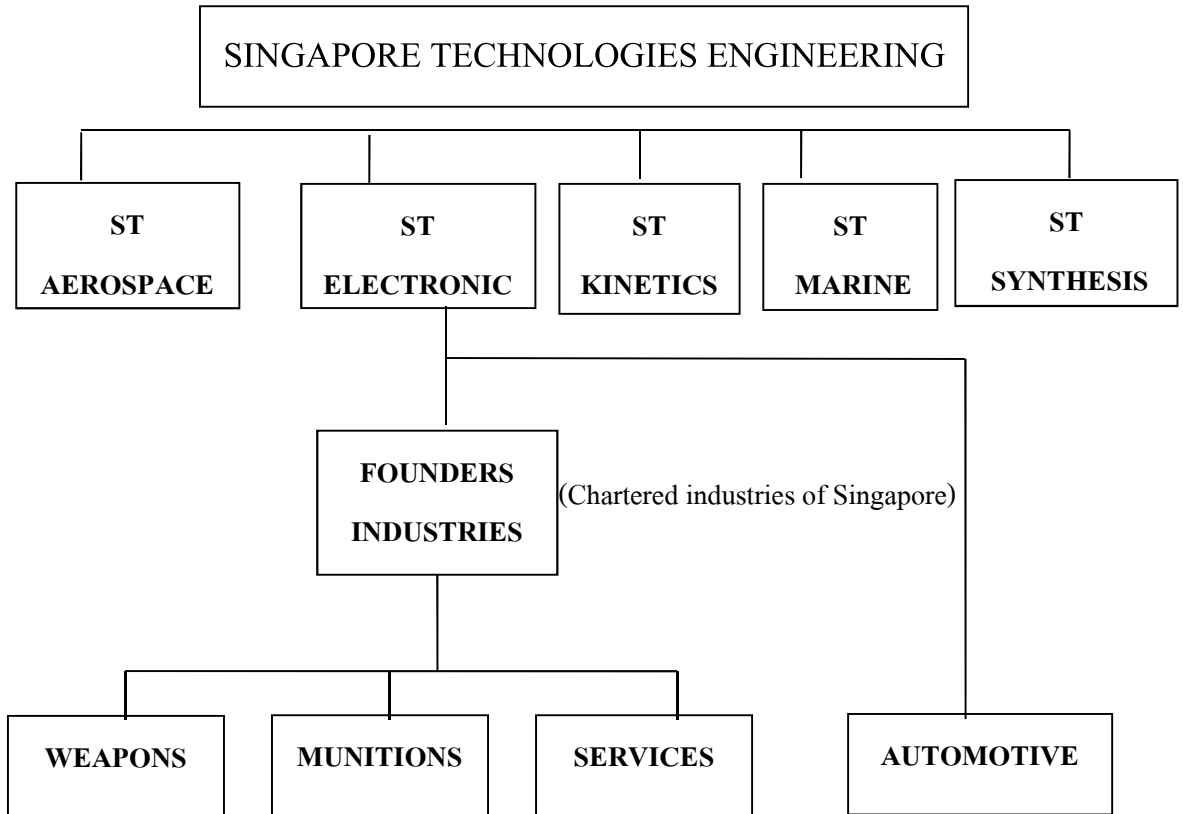 SINGAPORE TECHNOLOGIES ENGINEERING
ST
AEROSPACE
ST
ELECTRONIC
ST
KINETICS
ST
MARINE
ST
SYNTHESIS
FOUNDERS
INDUSTRIES
(Chartered industries of Singapore)
WEAPONS
MUNITIONS
SERVICES
AUTOMOTIVE